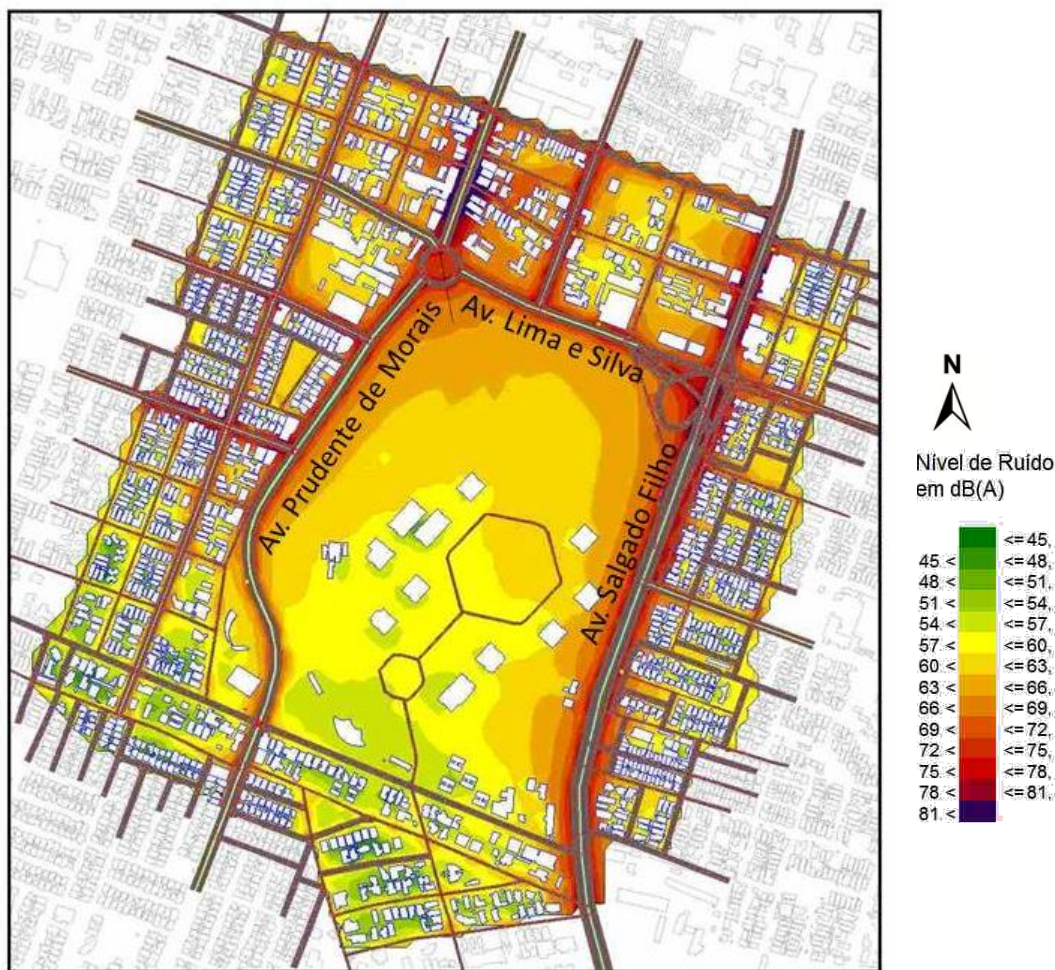 Av. Prudente de Morais
Av. Lima e Silva
Av. Salgado Filho
N
Nível de Ruído
em dB(A)
<= 45,
45. < <= 48,
48 < <= 51,
51 < <= 54,
54. < <= 57,
57. < <= 60,
60. < <= 63,
63. < <= 66,
66. < <= 69,
69. < <= 72,
72. < <= 75,
75. < <= 78,
78. < <= 81,
81. <